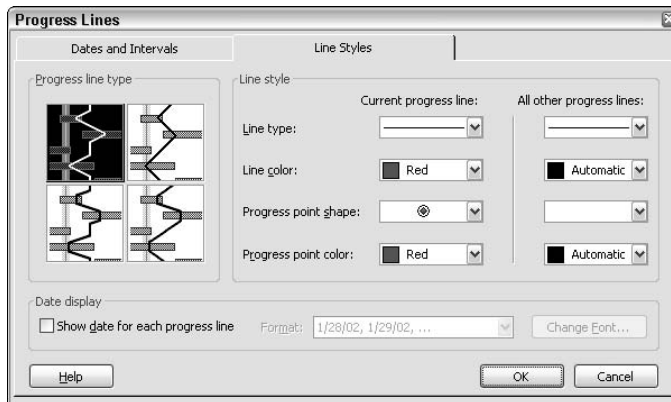 Progress Lines
Dates and Intervals
Line Styles
Progress line type
Line style
Current progress line:
All other progress lines:
Line type:
Line color:
Red
Automatic
Progress point shape:
Progress point color:
Red
Automatic
Date display
Show date for each progress line
Format:
1/28/02, 1/29/02, ...
Change Font...
Help
OK
Cancel